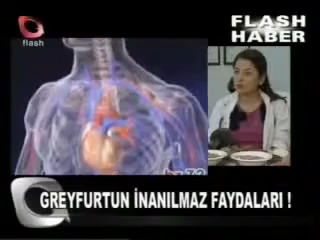 flash
FLASH
HABER
GREYFURTUN İNANILMAZ FAYDALARI !